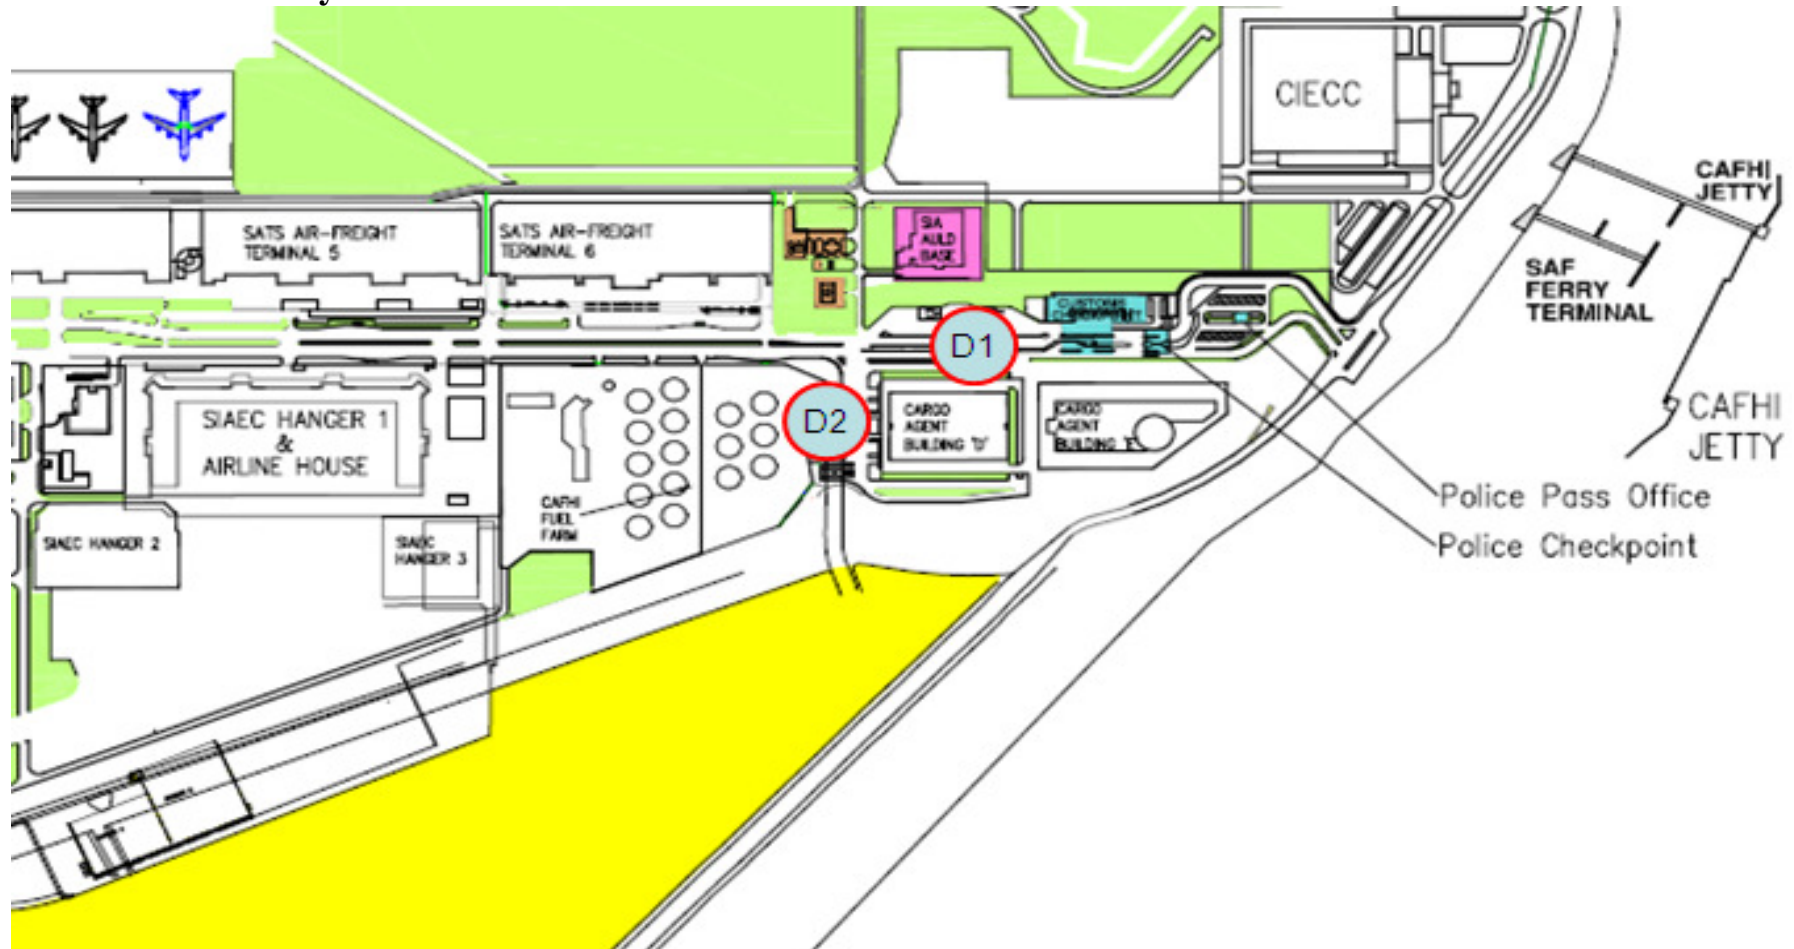 CIECC
CAFHI
JETTY
SATS AIR-FREIGHT
TERMINAL 5
SATS AIR-FREIGHT
TERMINAL 6
SIA
AULD
BASE
SAF
FERRY
TERMINAL
CUSTOMS
D1
D2
SIAEC HANGER 1
&
AIRLINE HOUSE
CARGO
AGENT
BUILDING 'D'
CARGO
AGENT
BUILDING 'E'
CAFHI
JETTY
Police Pass Office
Police Checkpoint
CAFHI
FUEL
FARM
SIAEC HANGER 2
SIAEC
HANGER 3